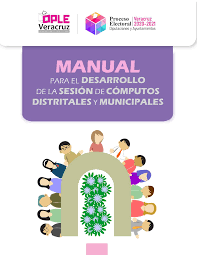 OPLE
Veracruz
Proceso
Electoral
Veracruz
2020-2021
Diputaciones y Ayuntamientos
MANUAL
PARA EL DESARROLLO
DE LA SESIÓN DE CÓMPUTOS
DISTRITALES Y MUNICIPALES